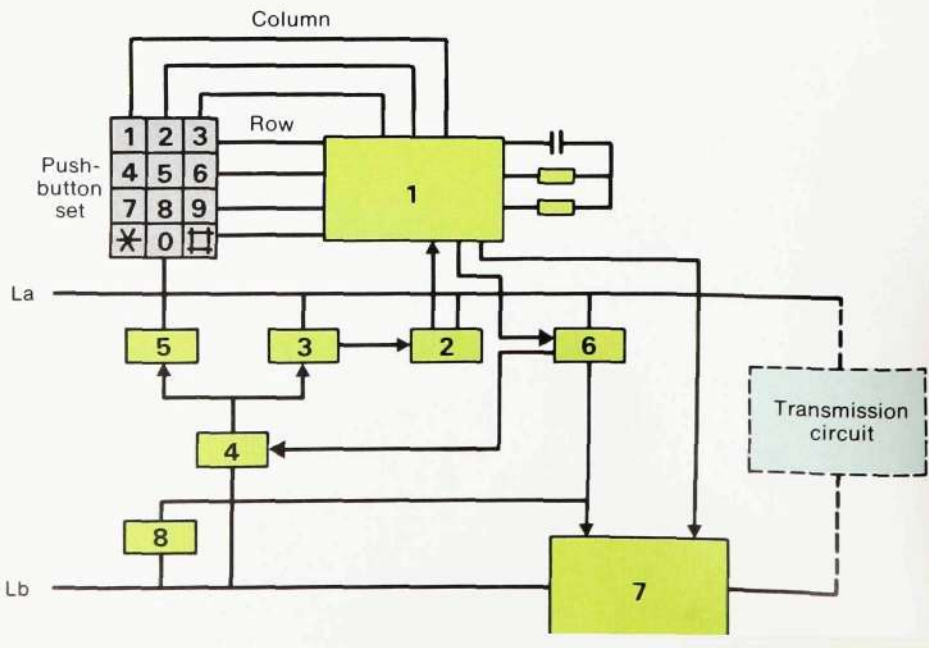 Column
1 2 3
Row
4 5 6
Push-
button
set
7 8 9
* 0 #
1
La
5
3
2
6
Transmission
circuit
4
8
Lb
7